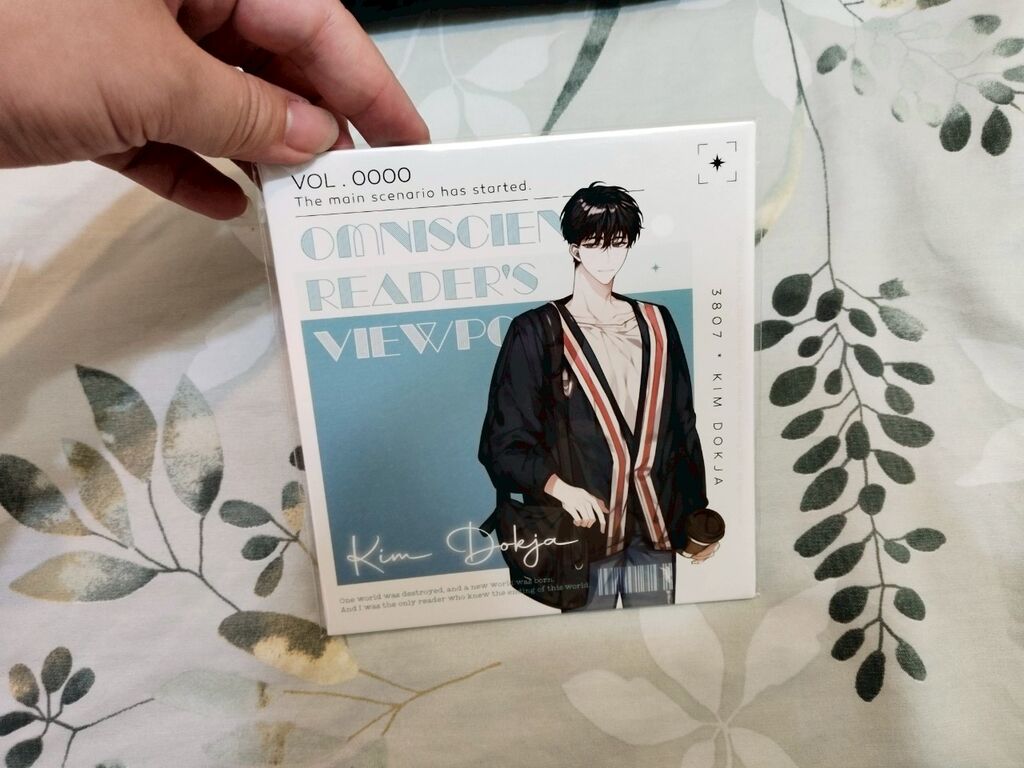 VOL . 0000
The main scenario has started.
OMNISCIEN
READER'S
VIEWPO
3807 * KIM DOKJA
Kim Dokja
One world was destroyed, and a new world was born.
And I was the only reader who knew the ending of this world.